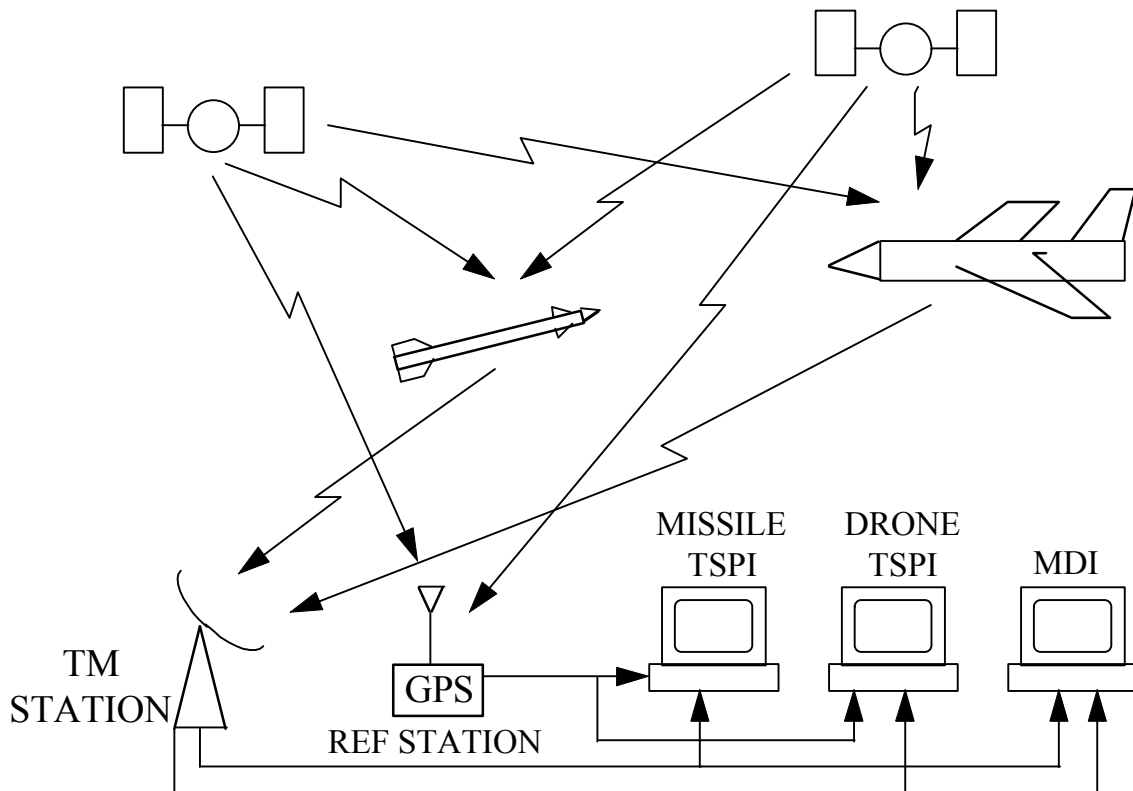 MISSILE
TSPI
DRONE
TSPI
MDI
TM
STATION
GPS
REF STATION